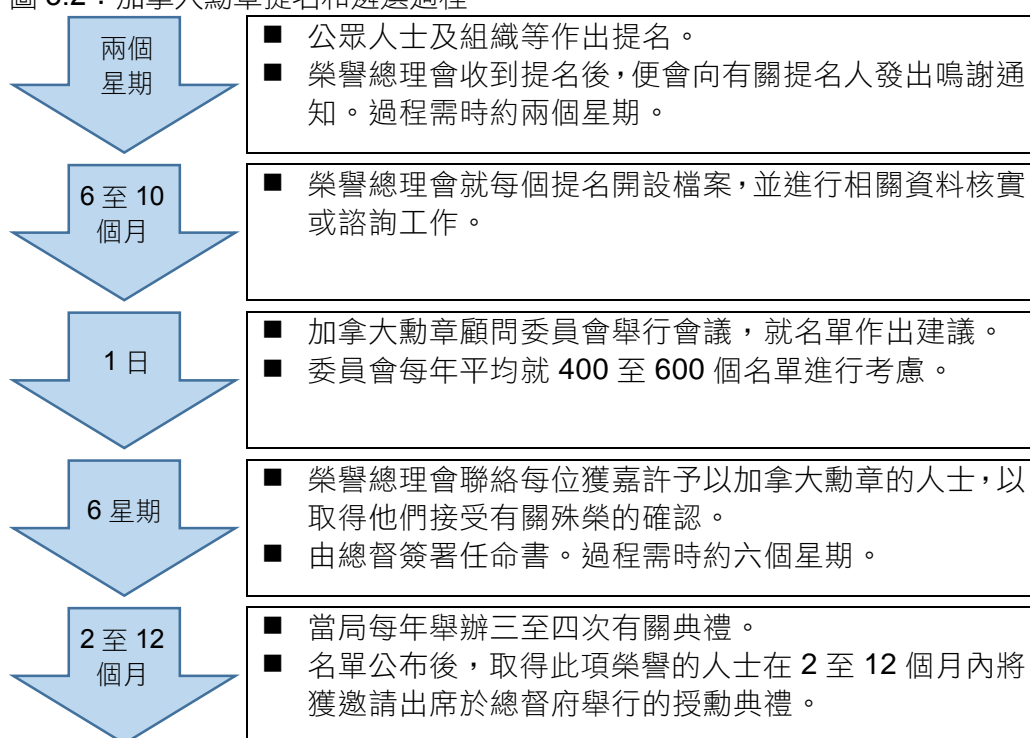 圖 3.2：加拿大勳章提名和遴選過程
兩個
星期
■ 公眾人士及組織等作出提名。
■ 榮譽總理會收到提名後，便會向有關提名人發出鳴謝通
知。過程需時約兩個星期。
6 至 10
個月
■ 榮譽總理會就每個提名開設檔案，並進行相關資料核實
或諮詢工作。
1 日
■ 加拿大勳章顧問委員會舉行會議，就名單作出建議。
■ 委員會每年平均就 400 至 600 個名單進行考慮。
6 星期
■ 榮譽總理會聯絡每位獲嘉許予以加拿大勳章的人士，以
取得他們接受有關殊榮的確認。
■ 由總督簽署任命書。過程需時約六個星期。
2 至 12
個月
■ 當局每年舉辦三至四次有關典禮。
■ 名單公布後，取得此項榮譽的人士在 2 至 12 個月內將
獲邀請出席於總督府舉行的授勳典禮。